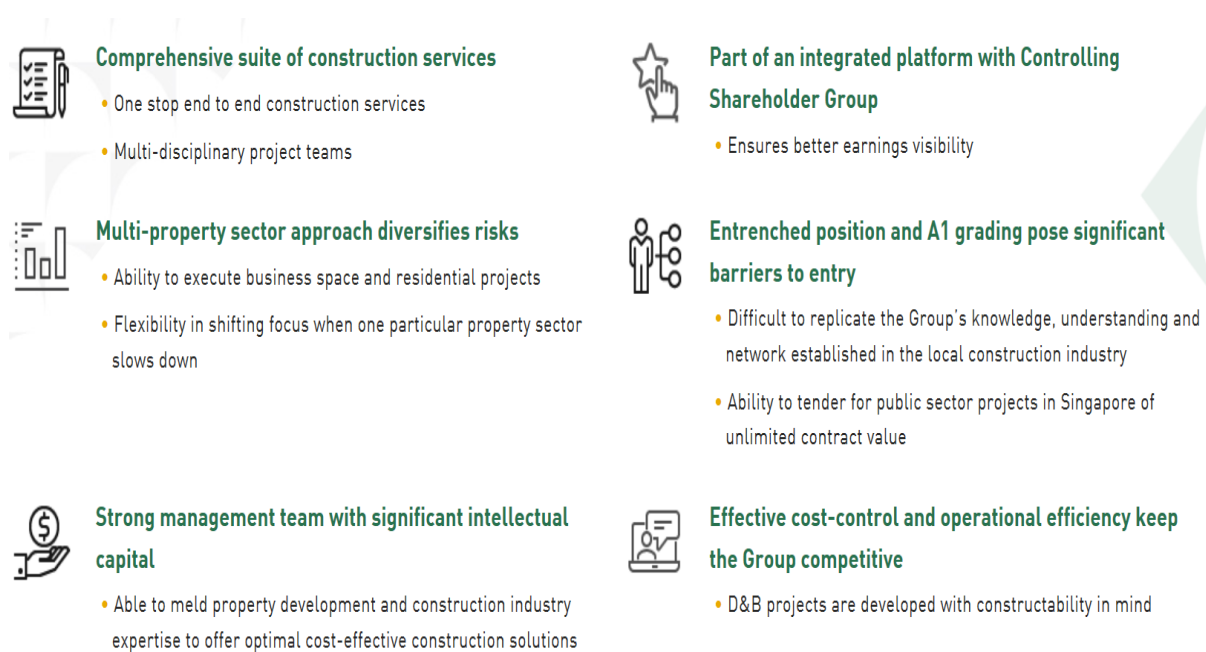 Comprehensive suite of construction services
• One stop end to end construction services
• Multi-disciplinary project teams
Part of an integrated platform with Controlling
Shareholder Group
• Ensures better earnings visibility
Multi-property sector approach diversifies risks
• Ability to execute business space and residential projects
• Flexibility in shifting focus when one particular property sector
slows down
Entrenched position and A1 grading pose significant
barriers to entry
• Difficult to replicate the Group's knowledge, understanding and
network established in the local construction industry
• Ability to tender for public sector projects in Singapore of
unlimited contract value
Strong management team with significant intellectual
capital
• Able to meld property development and construction industry
expertise to offer optimal cost-effective construction solutions
Effective cost-control and operational efficiency keep
the Group competitive
• D&B projects are developed with constructability in mind